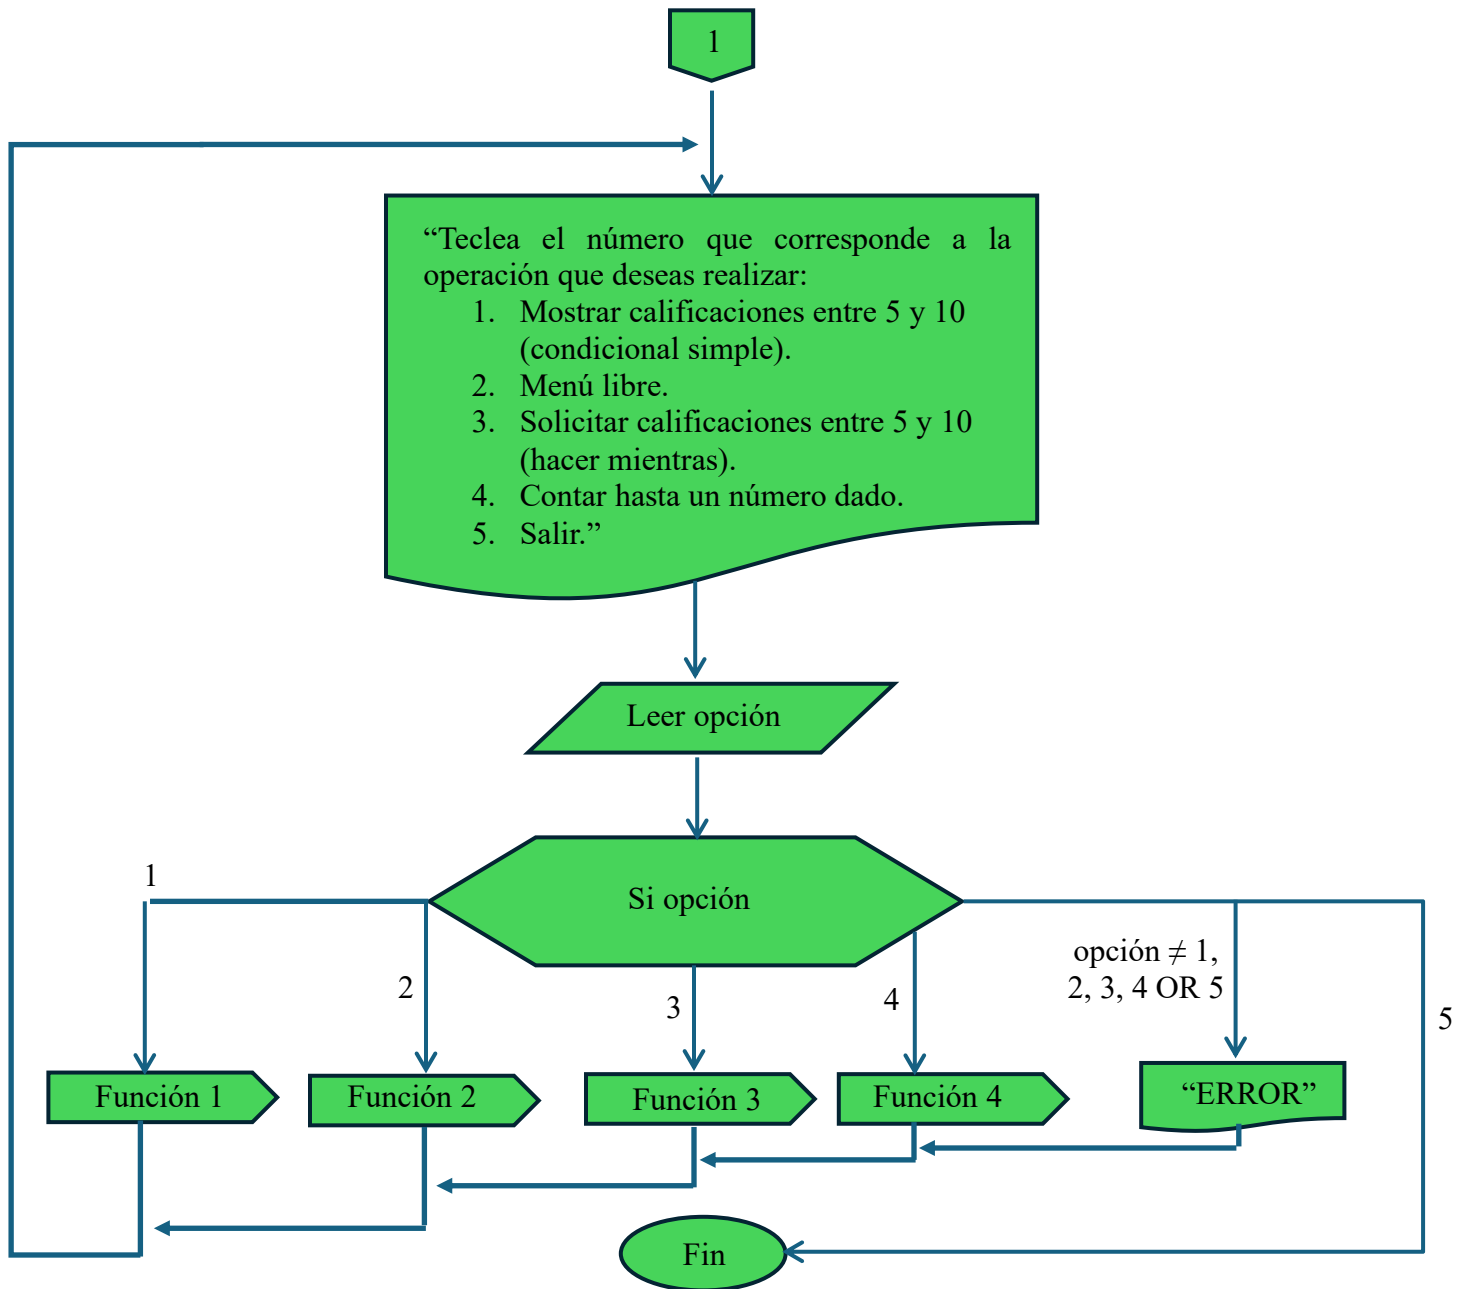 1
“Teclea el número que corresponde a la
operación que deseas realizar:
1. Mostrar calificaciones entre 5 y 10
(condicional simple).
2. Menú libre.
3. Solicitar calificaciones entre 5 y 10
(hacer mientras).
4. Contar hasta un número dado.
5. Salir.”
Leer opción
Si opción
1
2
3
4
opción ≠ 1,
2, 3, 4 OR 5
5
Función 1
Función 2
Función 3
Función 4
“ERROR”
Fin